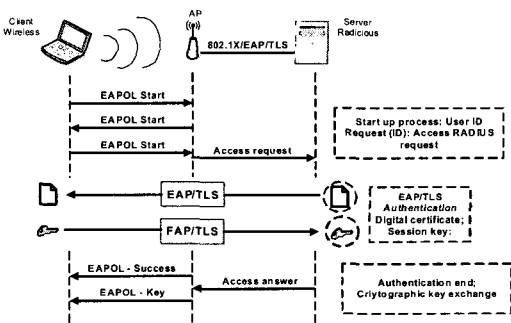 Client
Wireless
AP
Server
Radicious
802.1X/EAP/TLS
EAPOL Start
EAPOL Start
EAPOL Start
Access request
Start up process: User ID
Request (ID): Access RADIUS
request
EAP/TLS
FAP/TLS
EAP/TLS
Authentication
Digital certificate;
Session key:
EAPOL - Success
Access answer
EAPOL - Key
Authentication end;
Criytographic key exchange